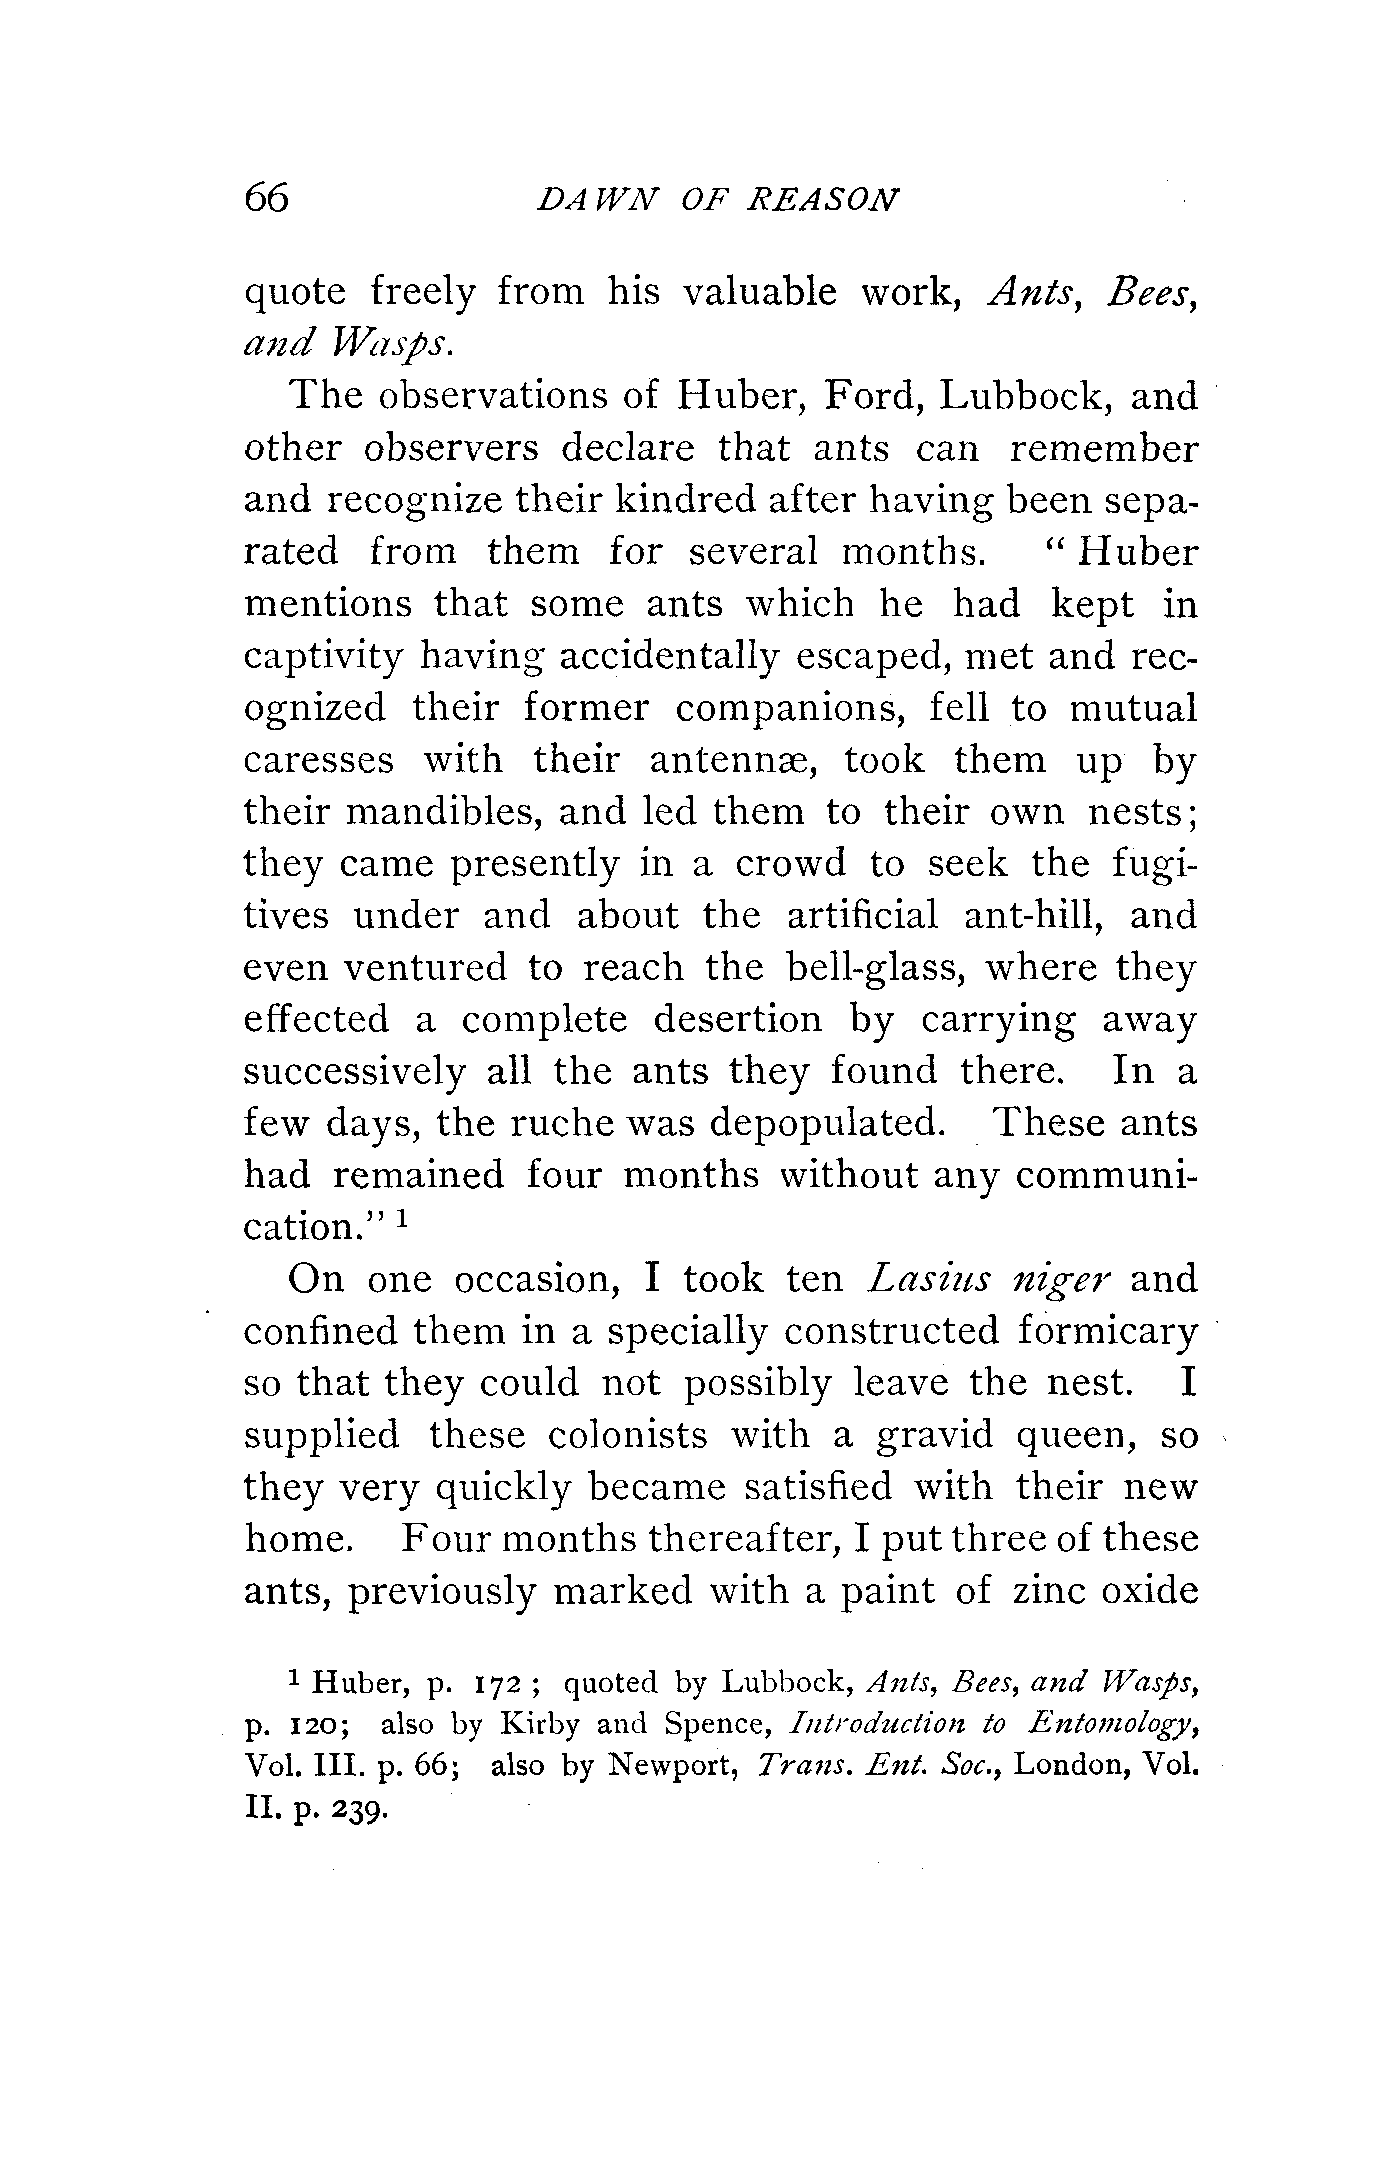 66 DAWN OF REASON
quote freely from his valuable work, Ants, Bees,
and Wasps.
The observations of Huber, Ford, Lubbock, and
other observers declare that ants can remember
and recognize their kindred after having been sepa-
rated from them for several months. “ Huber
mentions that some ants which he had kept in
captivity having accidentally escaped, met and rec-
ognized their former companions, fell to mutual
caresses with their antennæ, took them up by
their mandibles, and led them to their own nests;
they came presently in a crowd to seek the fugi-
tives under and about the artificial ant-hill, and
even ventured to reach the bell-glass, where they
effected a complete desertion by carrying away
successively all the ants they found there. In a
few days, the ruche was depopulated. These ants
had remained four months without any communi-
cation.” 1
On one occasion, I took ten Lasius niger and
confined them in a specially constructed formicary
so that they could not possibly leave the nest. I
supplied these colonists with a gravid queen, so
they very quickly became satisfied with their new
home. Four months thereafter, I put three of these
ants, previously marked with a paint of zinc oxide
1 Huber, p. 172 ; quoted by Lubbock, Ants, Bees, and Wasps,
p. 120; also by Kirby and Spence, Introduction to Entomology,
Vol. III. p. 66; also by Newport, Trans. Ent. Soc., London, Vol.
II. p. 239.